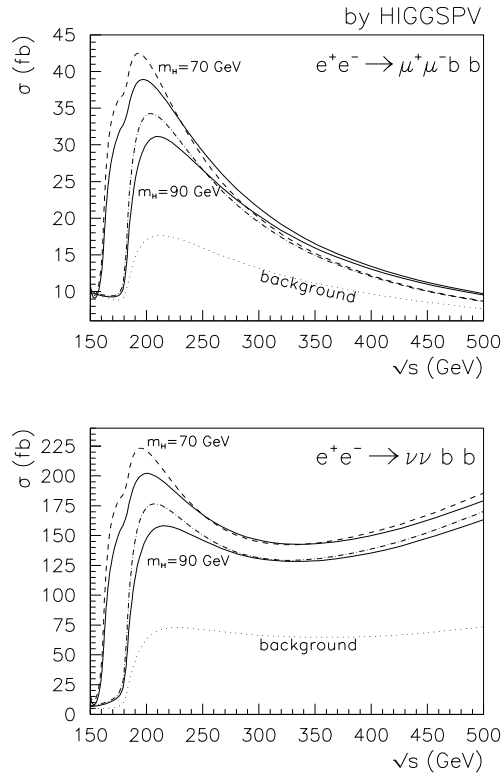 by HIGGSPV
45
40
35
30
25
20
15
10
σ (fb)
m_H=70 GeV
e⁺e⁻ → μ⁺μ⁻b b
m_H=90 GeV
background
150 200 250 300 350 400 450 500
√s (GeV)
225
200
175
150
125
100
75
50
25
0
σ (fb)
m_H=70 GeV
e⁺e⁻ → νν b b
m_H=90 GeV
background
150 200 250 300 350 400 450 500
√s (GeV)